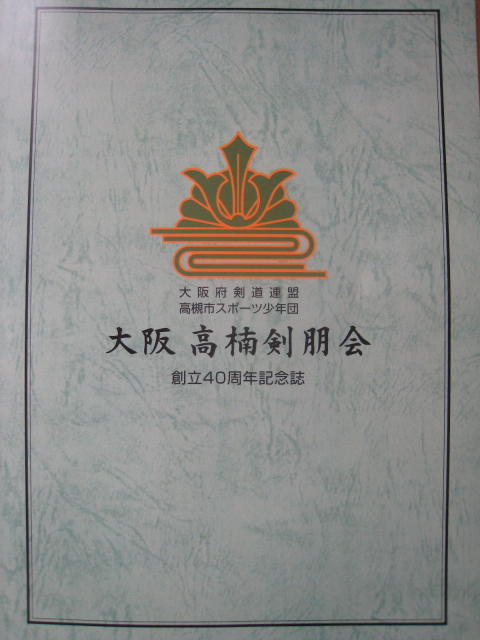 大阪府剣道連盟
高槻市スポーツ少年団
大阪 高楠剣朋会
創立40周年記念誌